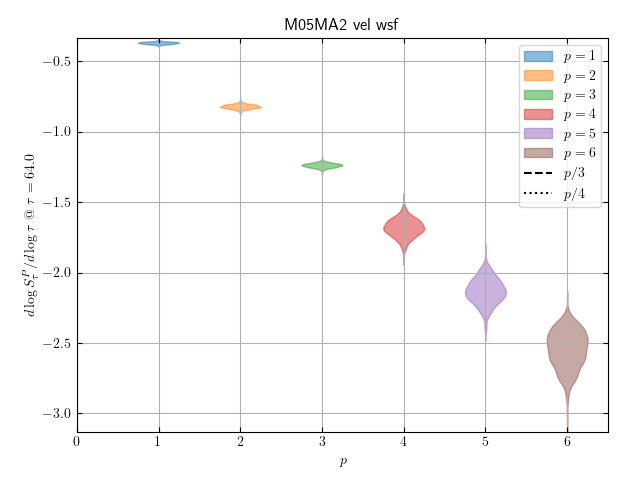 M05MA2 vel wsf
d log S_τ^P / d log τ @ τ = 64.0
−0.5
−1.0
−1.5
−2.0
−2.5
−3.0
0 1 2 3 4 5 6
p
p = 1
p = 2
p = 3
p = 4
p = 5
p = 6
p/3
p/4